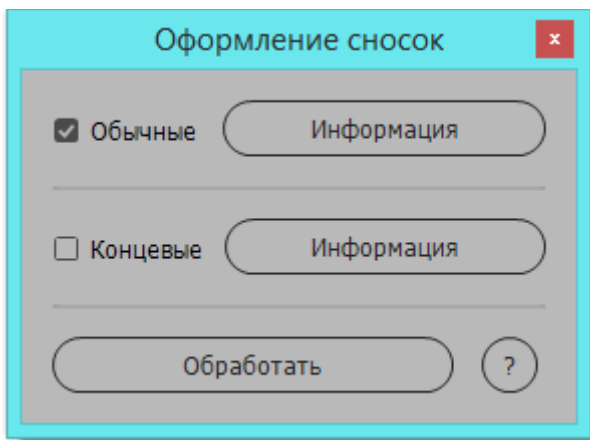 Оформление сносок x
Обычные Информация
Концевые Информация
Обработать ?